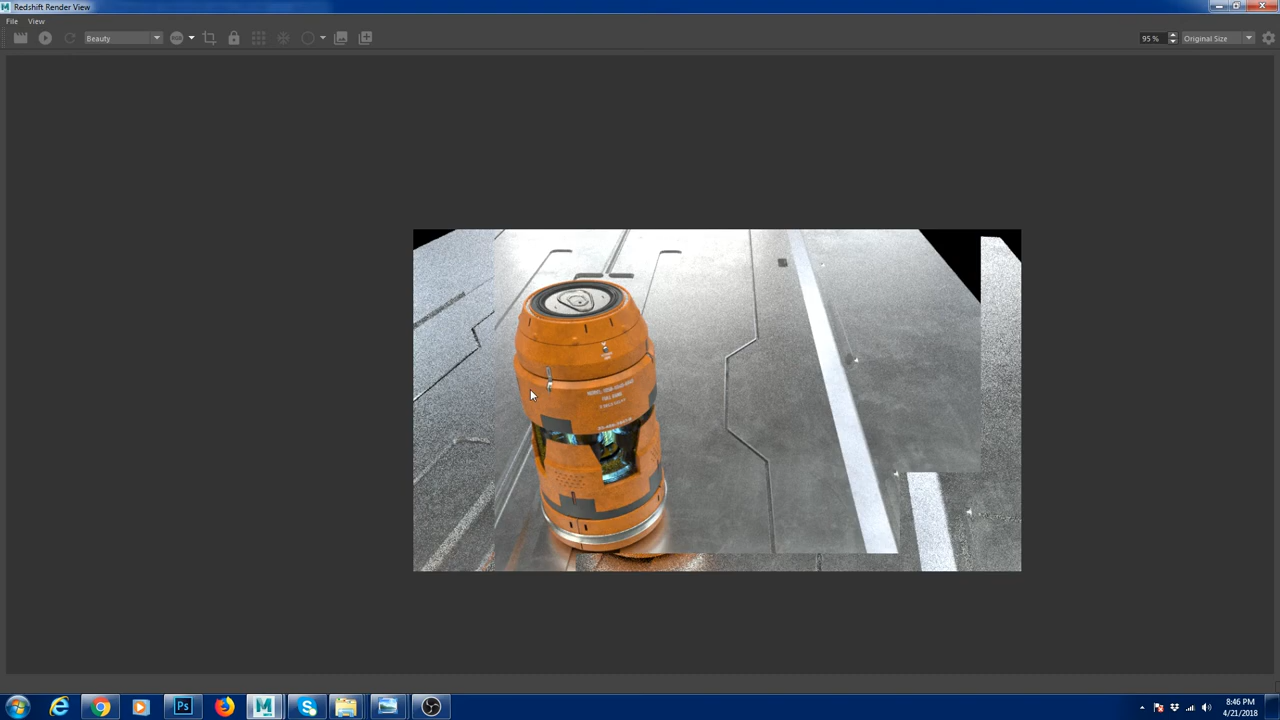 Redshift Render View
File View
Beauty
95 %
Original Size
8:46 PM
4/21/2018